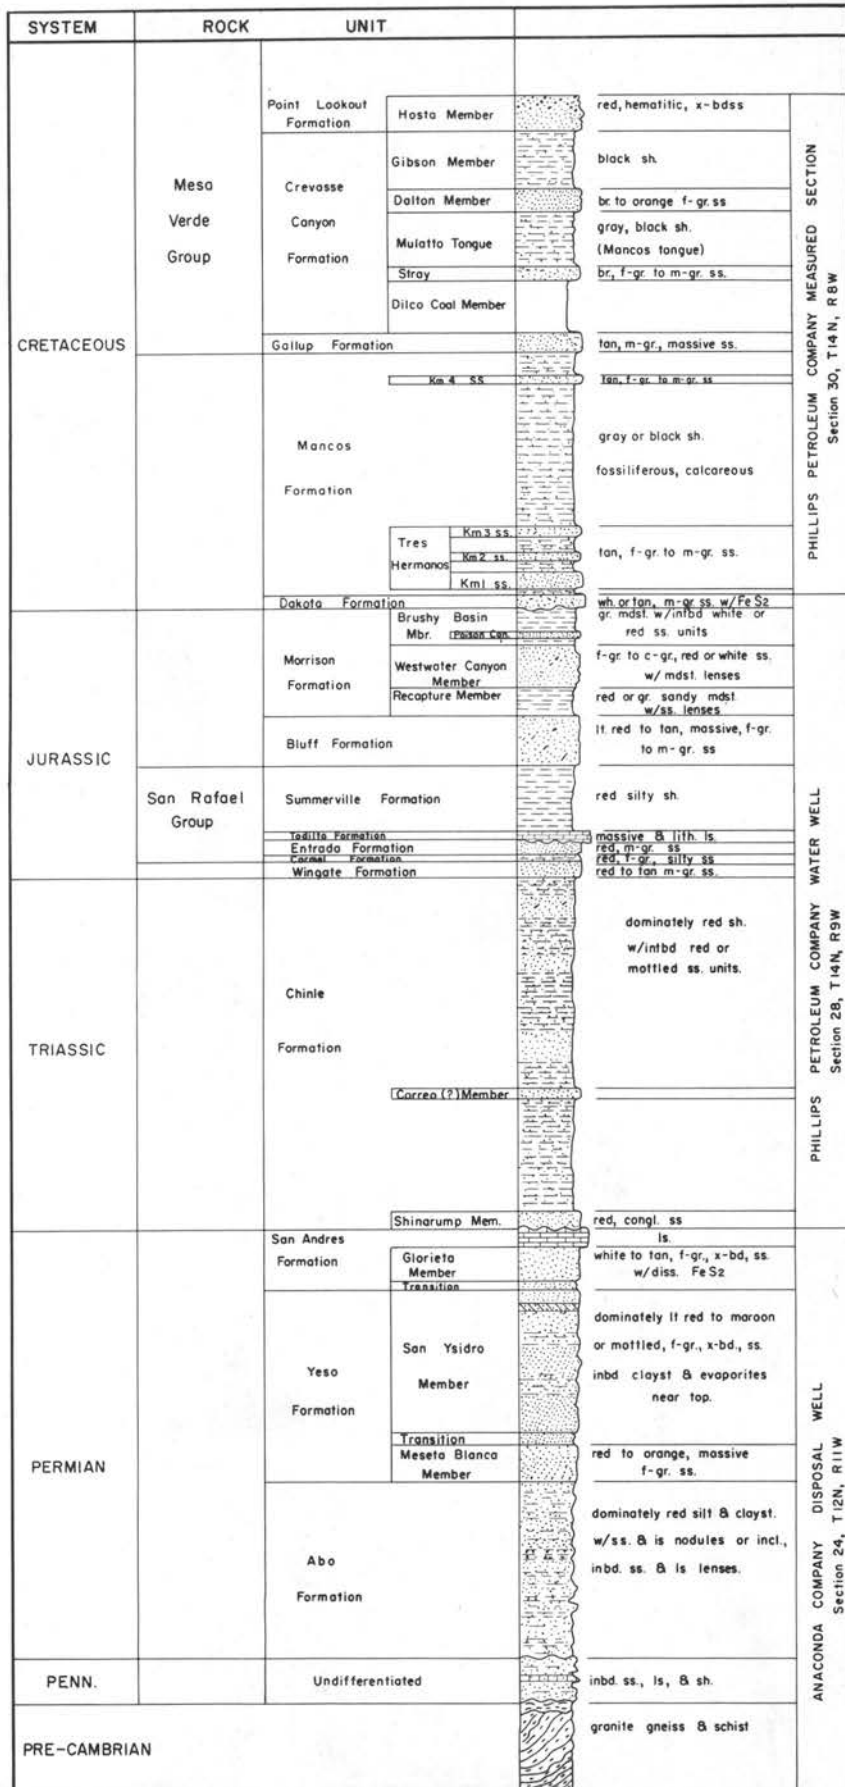 SYSTEM ROCK UNIT
Point Lookout
Formation
Hosta Member
red, hematitic, x-bdss
Gibson Member
black sh.
Mesa
Verde
Group
Crevasse
Canyon
Formation
Dalton Member
br. to orange f-gr. ss
Mulatto Tongue
gray, black sh.
(Mancos tongue)
Stray
br., f-gr. to m-gr. ss.
Dilco Coal Member
CRETACEOUS
Gallup Formation
tan, m-gr., massive ss.
Km 4 SS
tan, f-gr. to m-gr. ss
Mancos
Formation
gray or black sh.
fossiliferous, calcareous
Tres
Hermanos
Km 3 ss.
Km 2 ss.
Km 1 ss.
tan, f-gr. to m-gr. ss.
Dakota Formation
wh. or tan, m-gr. ss. w/FeS2
PHILLIPS PETROLEUM COMPANY MEASURED SECTION
Section 30, T14N, R8W
JURASSIC
Morrison
Formation
Brushy Basin
Mbr.
Poison Can.
gr. mdst. w/intbd white or
red ss. units
Westwater Canyon
Member
f-gr. to c-gr., red or white ss.
w/ mdst. lenses
Recapture Member
red or gr. sandy mdst.
w/ss. lenses
Bluff Formation
lt. red to tan, massive, f-gr.
to m-gr. ss
San Rafael
Group
Summerville Formation
red silty sh.
Todilto Formation
massive & lith. ls.
Entrada Formation
red, m-gr. ss
Carmel Formation
red, f-gr., silty ss
Wingate Formation
red to tan m-gr. ss.
TRIASSIC
Chinle
Formation
dominately red sh.
w/intbd red or
mottled ss. units.
Correo (?) Member
Shinarump Mem.
red, congl. ss
PHILLIPS PETROLEUM COMPANY WATER WELL
Section 28, T14N, R9W
PERMIAN
San Andres
Formation
ls.
Glorieta
Member
white to tan, f-gr., x-bd, ss.
w/diss. FeS2
Transition
Yeso
Formation
San Ysidro
Member
dominately lt red to maroon
or mottled, f-gr., x-bd., ss.
inbd clayst & evaporites
near top.
Transition
Meseta Blanca
Member
red to orange, massive
f-gr. ss.
Abo
Formation
dominately red silt & clayst.
w/ss. & is nodules or incl.,
inbd. ss. & ls lenses.
PENN.
Undifferentiated
inbd. ss., ls, & sh.
PRE-CAMBRIAN
granite gneiss & schist
ANACONDA COMPANY DISPOSAL WELL
Section 24, T12N, R11W